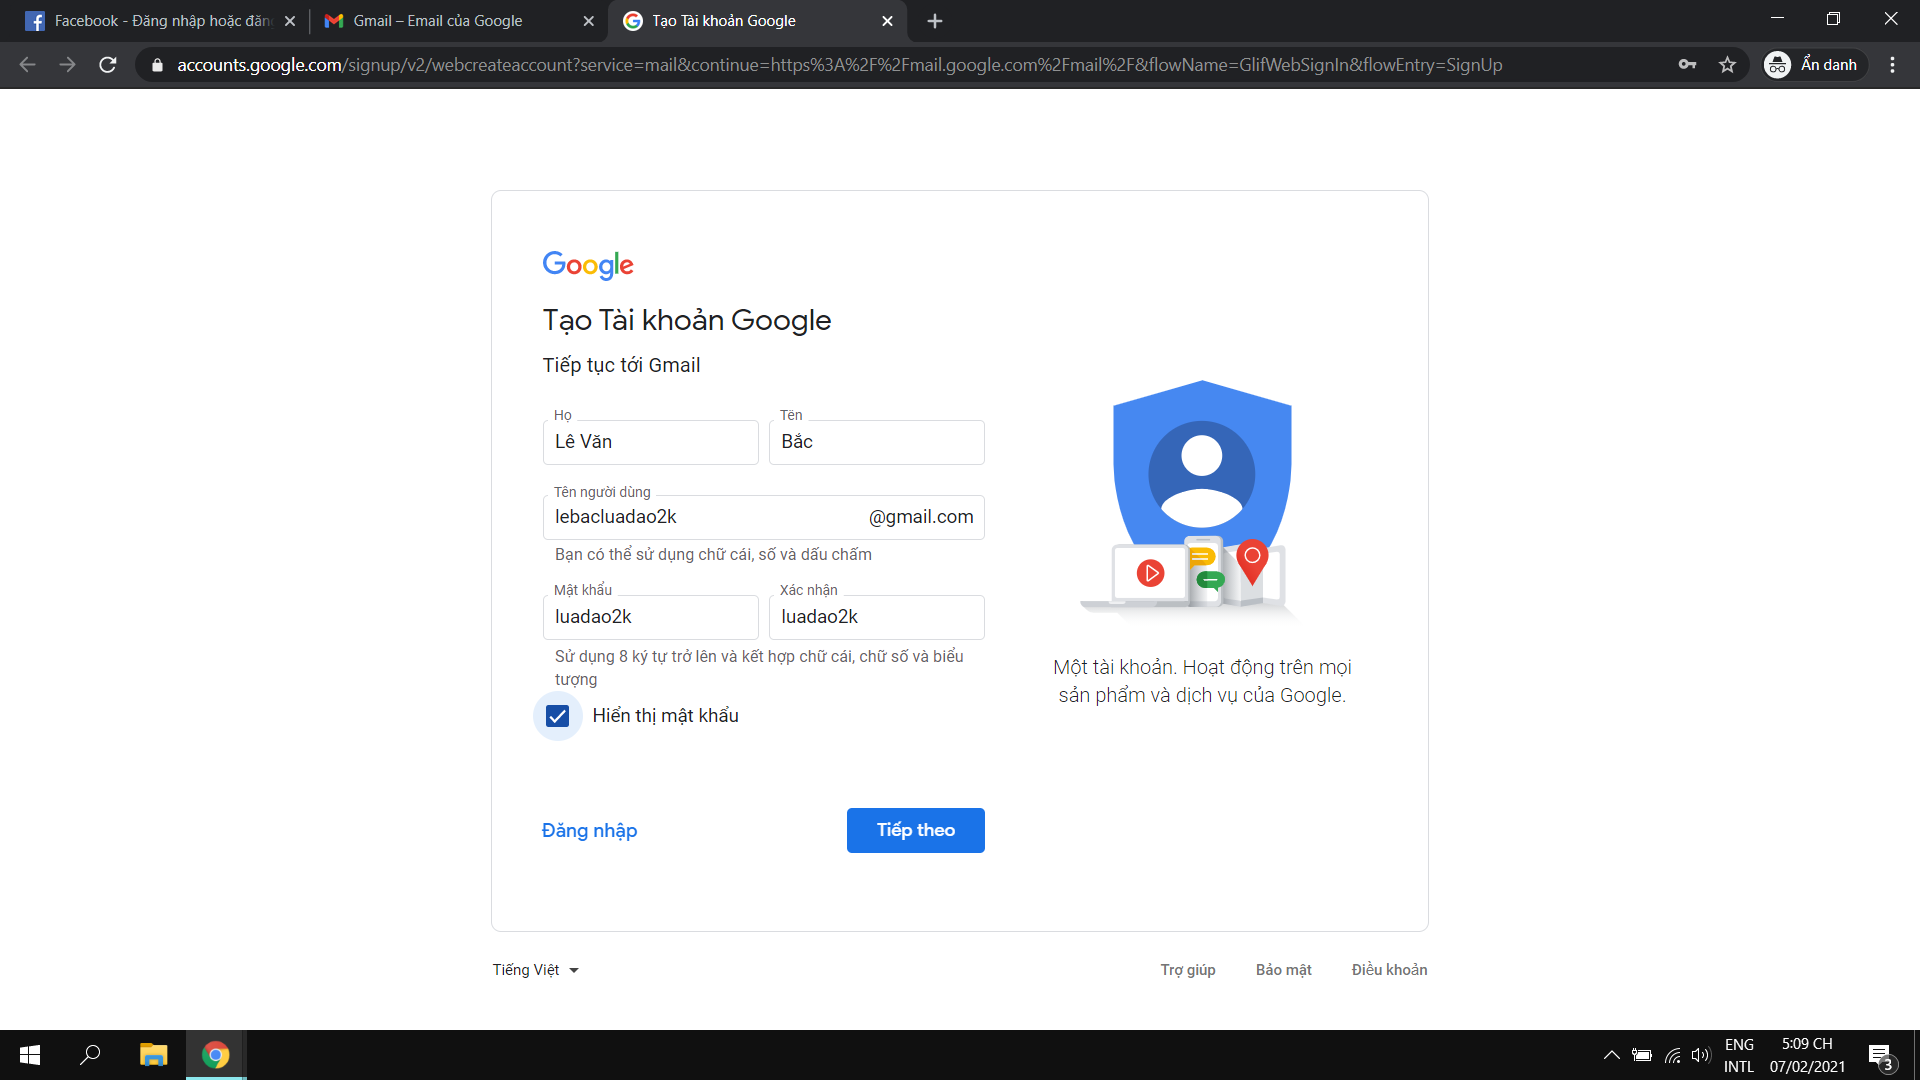 Facebook - Đăng nhập hoặc đăn
Gmail – Email của Google
Tạo Tài khoản Google
accounts.google.com/signup/v2/webcreateaccount?service=mail&continue=https%3A%2F%2Fmail.google.com%2Fmail%2F&flowName=GlifWebSignIn&flowEntry=SignUp
Ẩn danh
Google
Tạo Tài khoản Google
Tiếp tục tới Gmail
Họ
Tên
Lê Văn
Bắc
Tên người dùng
lebacluadao2k
@gmail.com
Bạn có thể sử dụng chữ cái, số và dấu chấm
Mật khẩu
Xác nhận
luadao2k
luadao2k
Sử dụng 8 ký tự trở lên và kết hợp chữ cái, chữ số và biểu
tượng
Hiển thị mật khẩu
Đăng nhập
Tiếp theo
Một tài khoản. Hoạt động trên mọi
sản phẩm và dịch vụ của Google.
Tiếng Việt
Trợ giúp
Bảo mật
Điều khoản
ENG
INTL
5:09 CH
07/02/2021
3